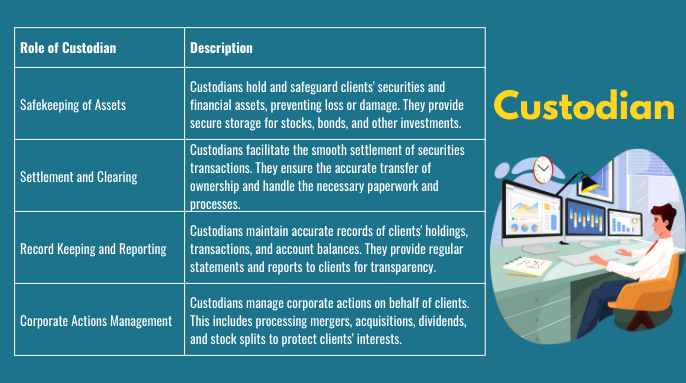 Role of Custodian
Description
Safekeeping of Assets
Custodians hold and safeguard clients' securities and
financial assets, preventing loss or damage. They provide
secure storage for stocks, bonds, and other investments.
Settlement and Clearing
Custodians facilitate the smooth settlement of securities
transactions. They ensure the accurate transfer of
ownership and handle the necessary paperwork and
processes.
Record Keeping and Reporting
Custodians maintain accurate records of clients' holdings,
transactions, and account balances. They provide regular
statements and reports to clients for transparency.
Corporate Actions Management
Custodians manage corporate actions on behalf of clients.
This includes processing mergers, acquisitions, dividends,
and stock splits to protect clients' interests.
Custodian